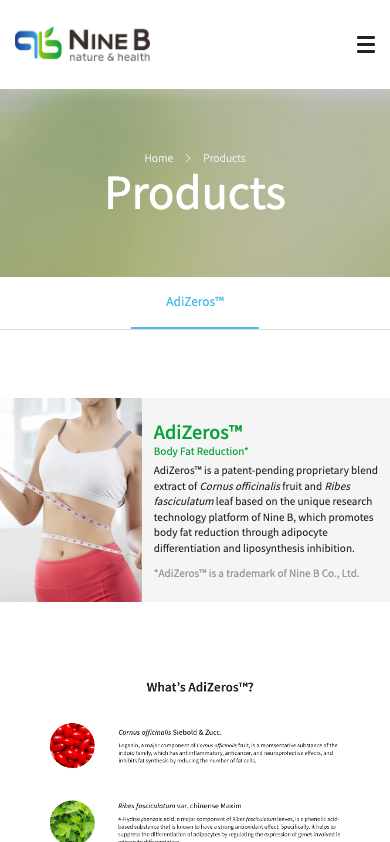 NINE B
nature & health
Home > Products
Products
AdiZeros™
AdiZeros™
Body Fat Reduction*
AdiZeros™ is a patent-pending proprietary blend
extract of Cornus officinalis fruit and Ribes
fasciculatum leaf based on the unique research
technology platform of Nine B, which promotes
body fat reduction through adipocyte
differentiation and liposynthesis inhibition.
*AdiZeros™ is a trademark of Nine B Co., Ltd.
What's AdiZeros™?
Cornus officinalis Siebold & Zucc.
Loganin, a major component of Cornus officinalis fruit, is a representative substance of the
iridoid family, which has antiinflammatory, anticancer, and neuroprotective effects, and
inhibits fat synthesis by reducing the number of fat cells.
Ribes fasciculatum var. chinense Maxim
4-Hydroxybenzoic acid, n major component of Ribes fasciculatum leaves, is a phenolic acid-
based substance that is known to have a strong antioxidant effect. Specifically, it helps to
suppress the differentiation of adipocytes by regulating the expression of genes involved in